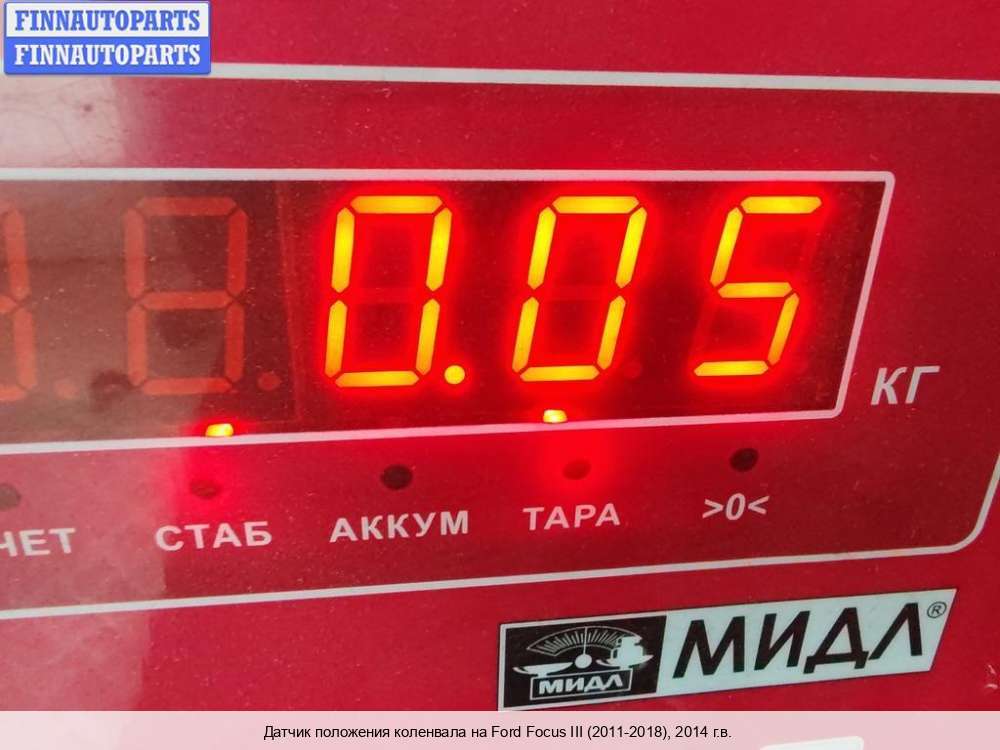 FINNAUTOPARTS
FINNAUTOPARTS
0.05
КГ
ЧЕТ СТАБ АККУМ ТАРА >0<
МИДЛ МИДЛ®
Датчик положения коленвала на Ford Focus III (2011-2018), 2014 г.в.